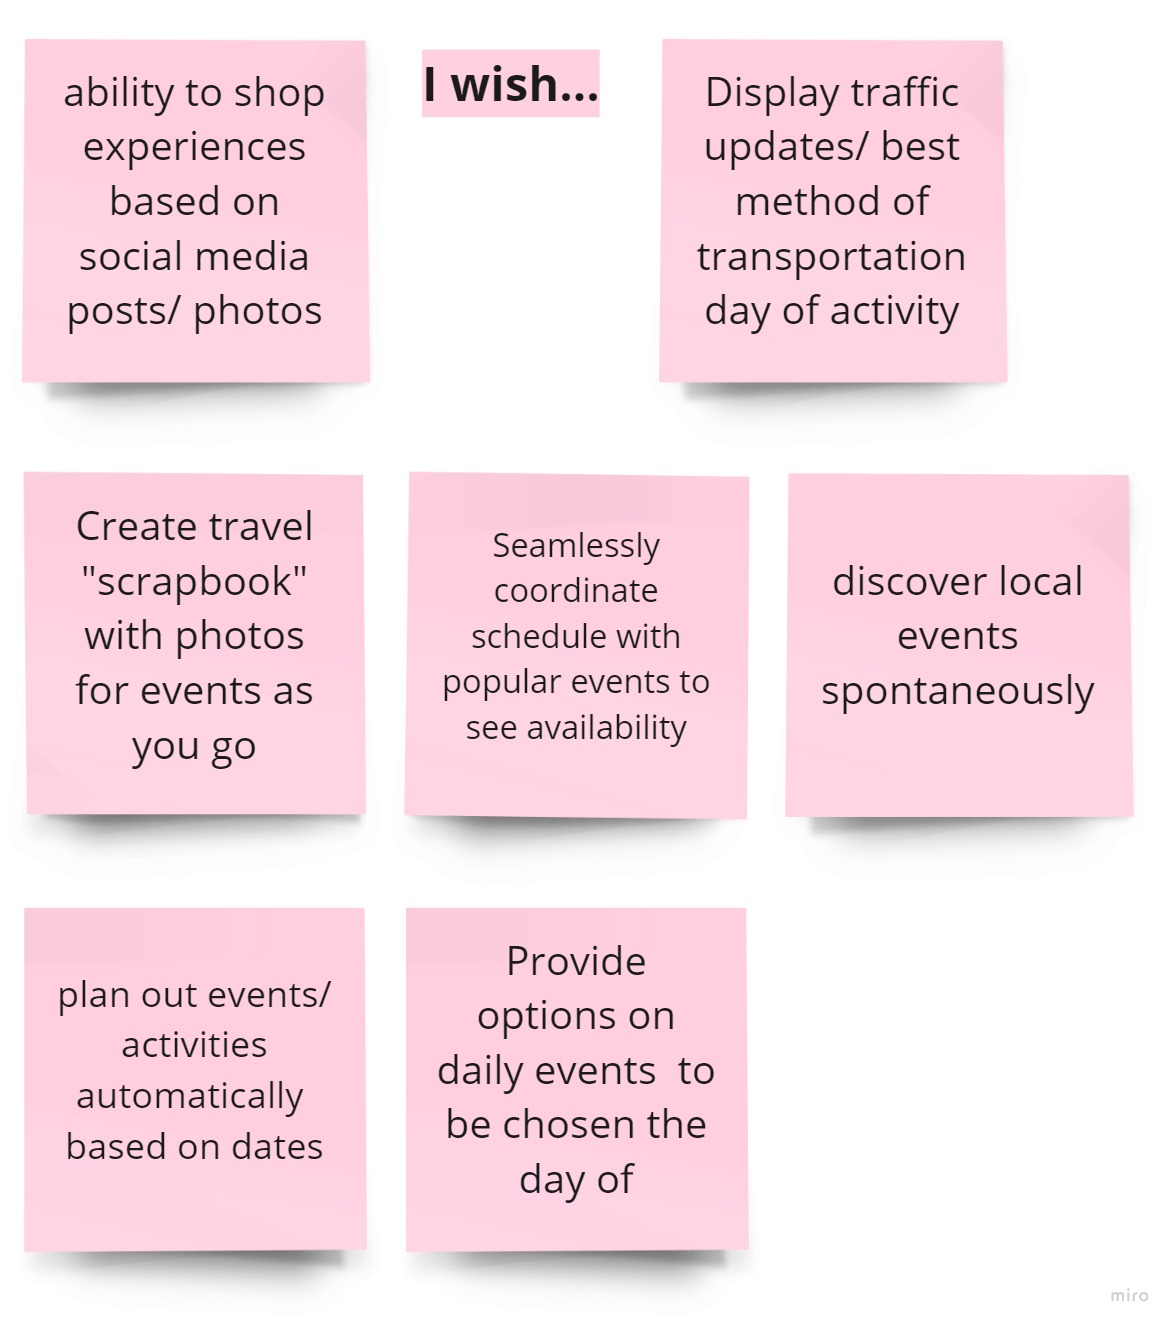 ability to shop
experiences
based on
social media
posts/ photos
I wish...
Display traffic
updates/ best
method of
transportation
day of activity
Create travel
"scrapbook"
with photos
for events as
you go
Seamlessly
coordinate
schedule with
popular events to
see availability
discover local
events
spontaneously
plan out events/
activities
automatically
based on dates
Provide
options on
daily events  to
be chosen the
day of
miro